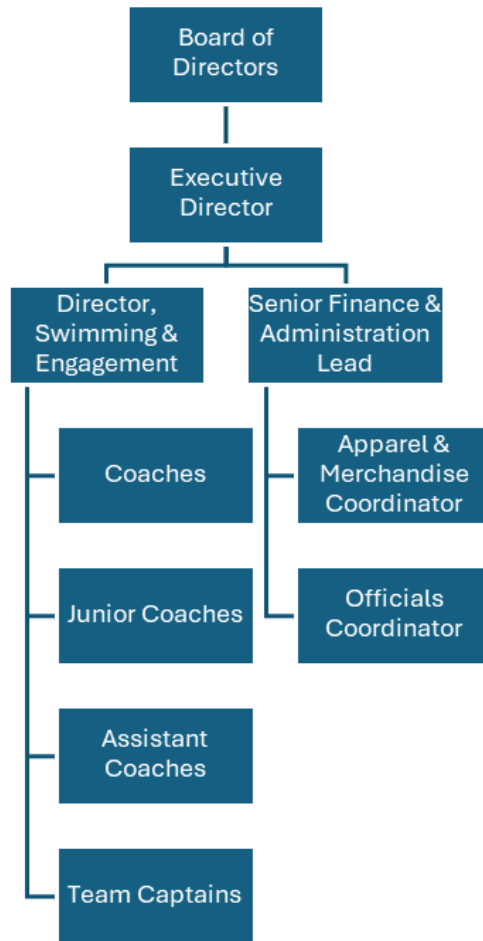 Board of
Directors
Executive
Director
Director,
Swimming &
Engagement
Senior Finance &
Administration
Lead
Coaches
Junior Coaches
Assistant
Coaches
Team Captains
Apparel &
Merchandise
Coordinator
Officials
Coordinator